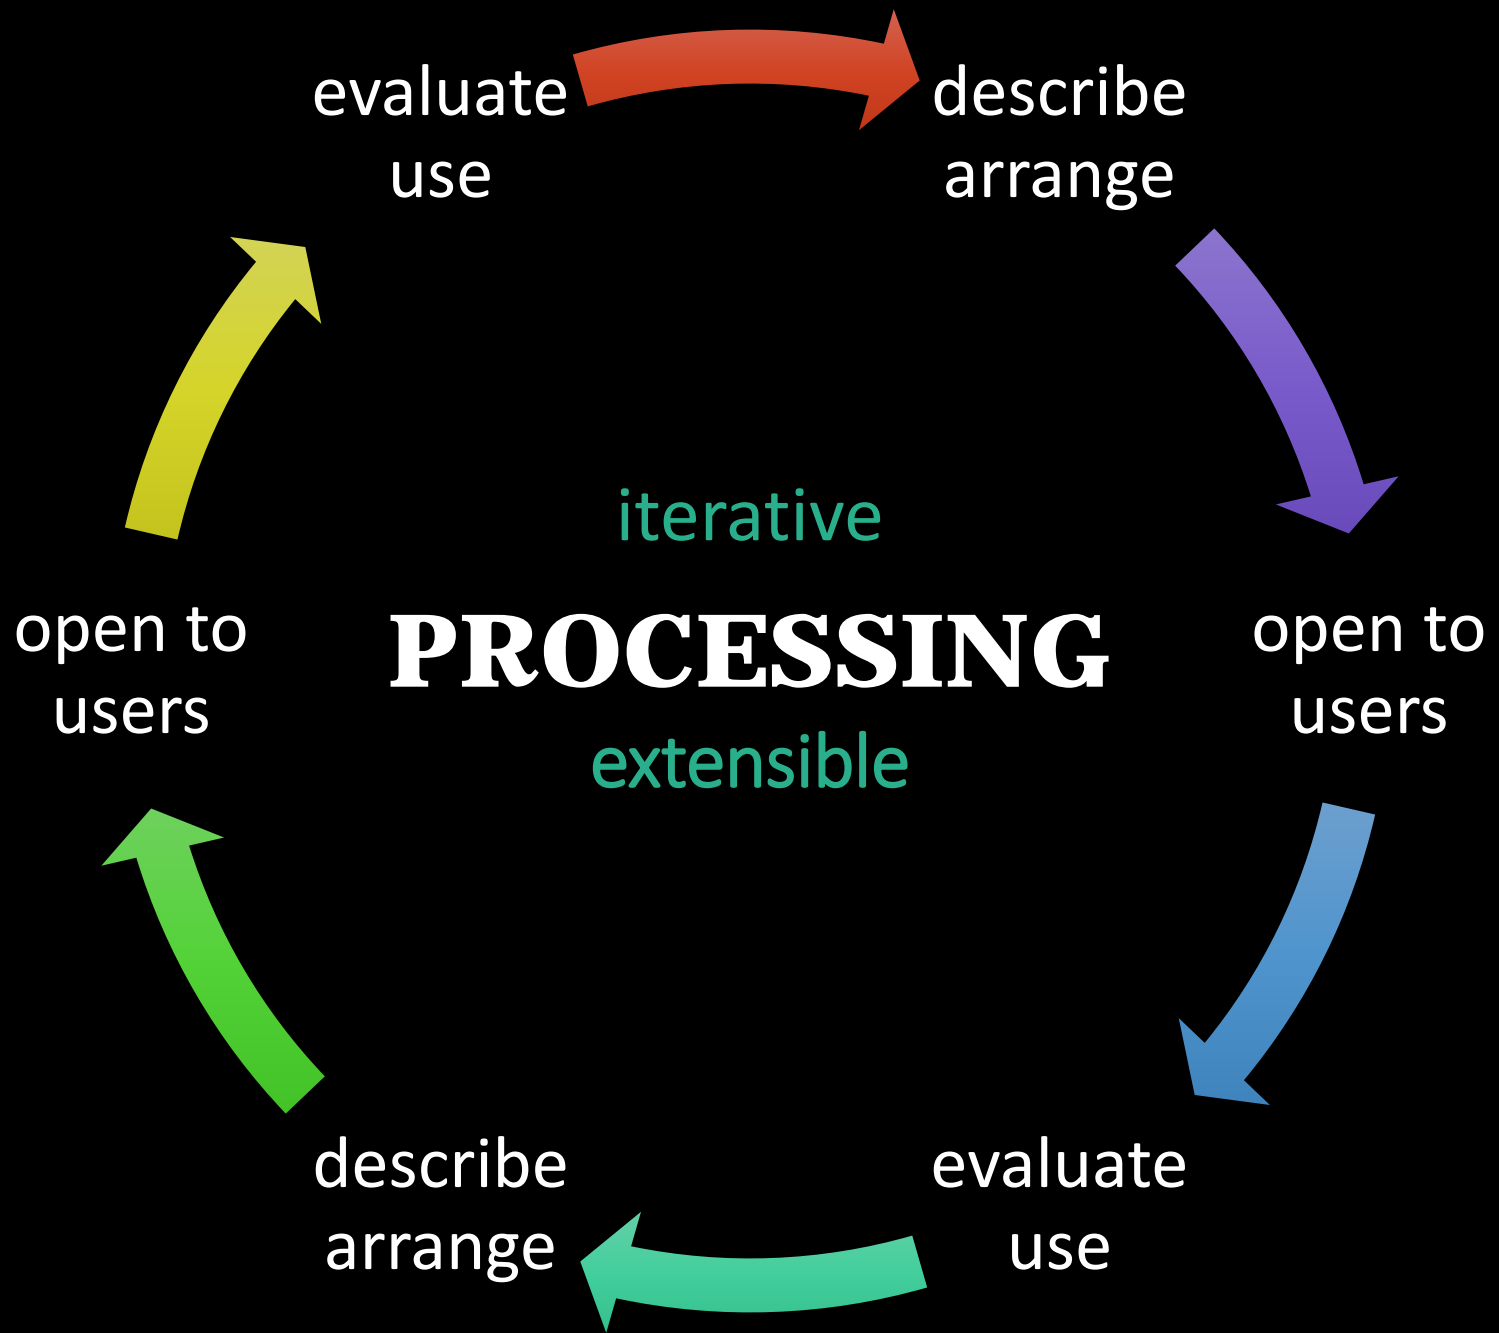 evaluate
use
describe
arrange
open to
users
evaluate
use
describe
arrange
open to
users
iterative
PROCESSING
extensible